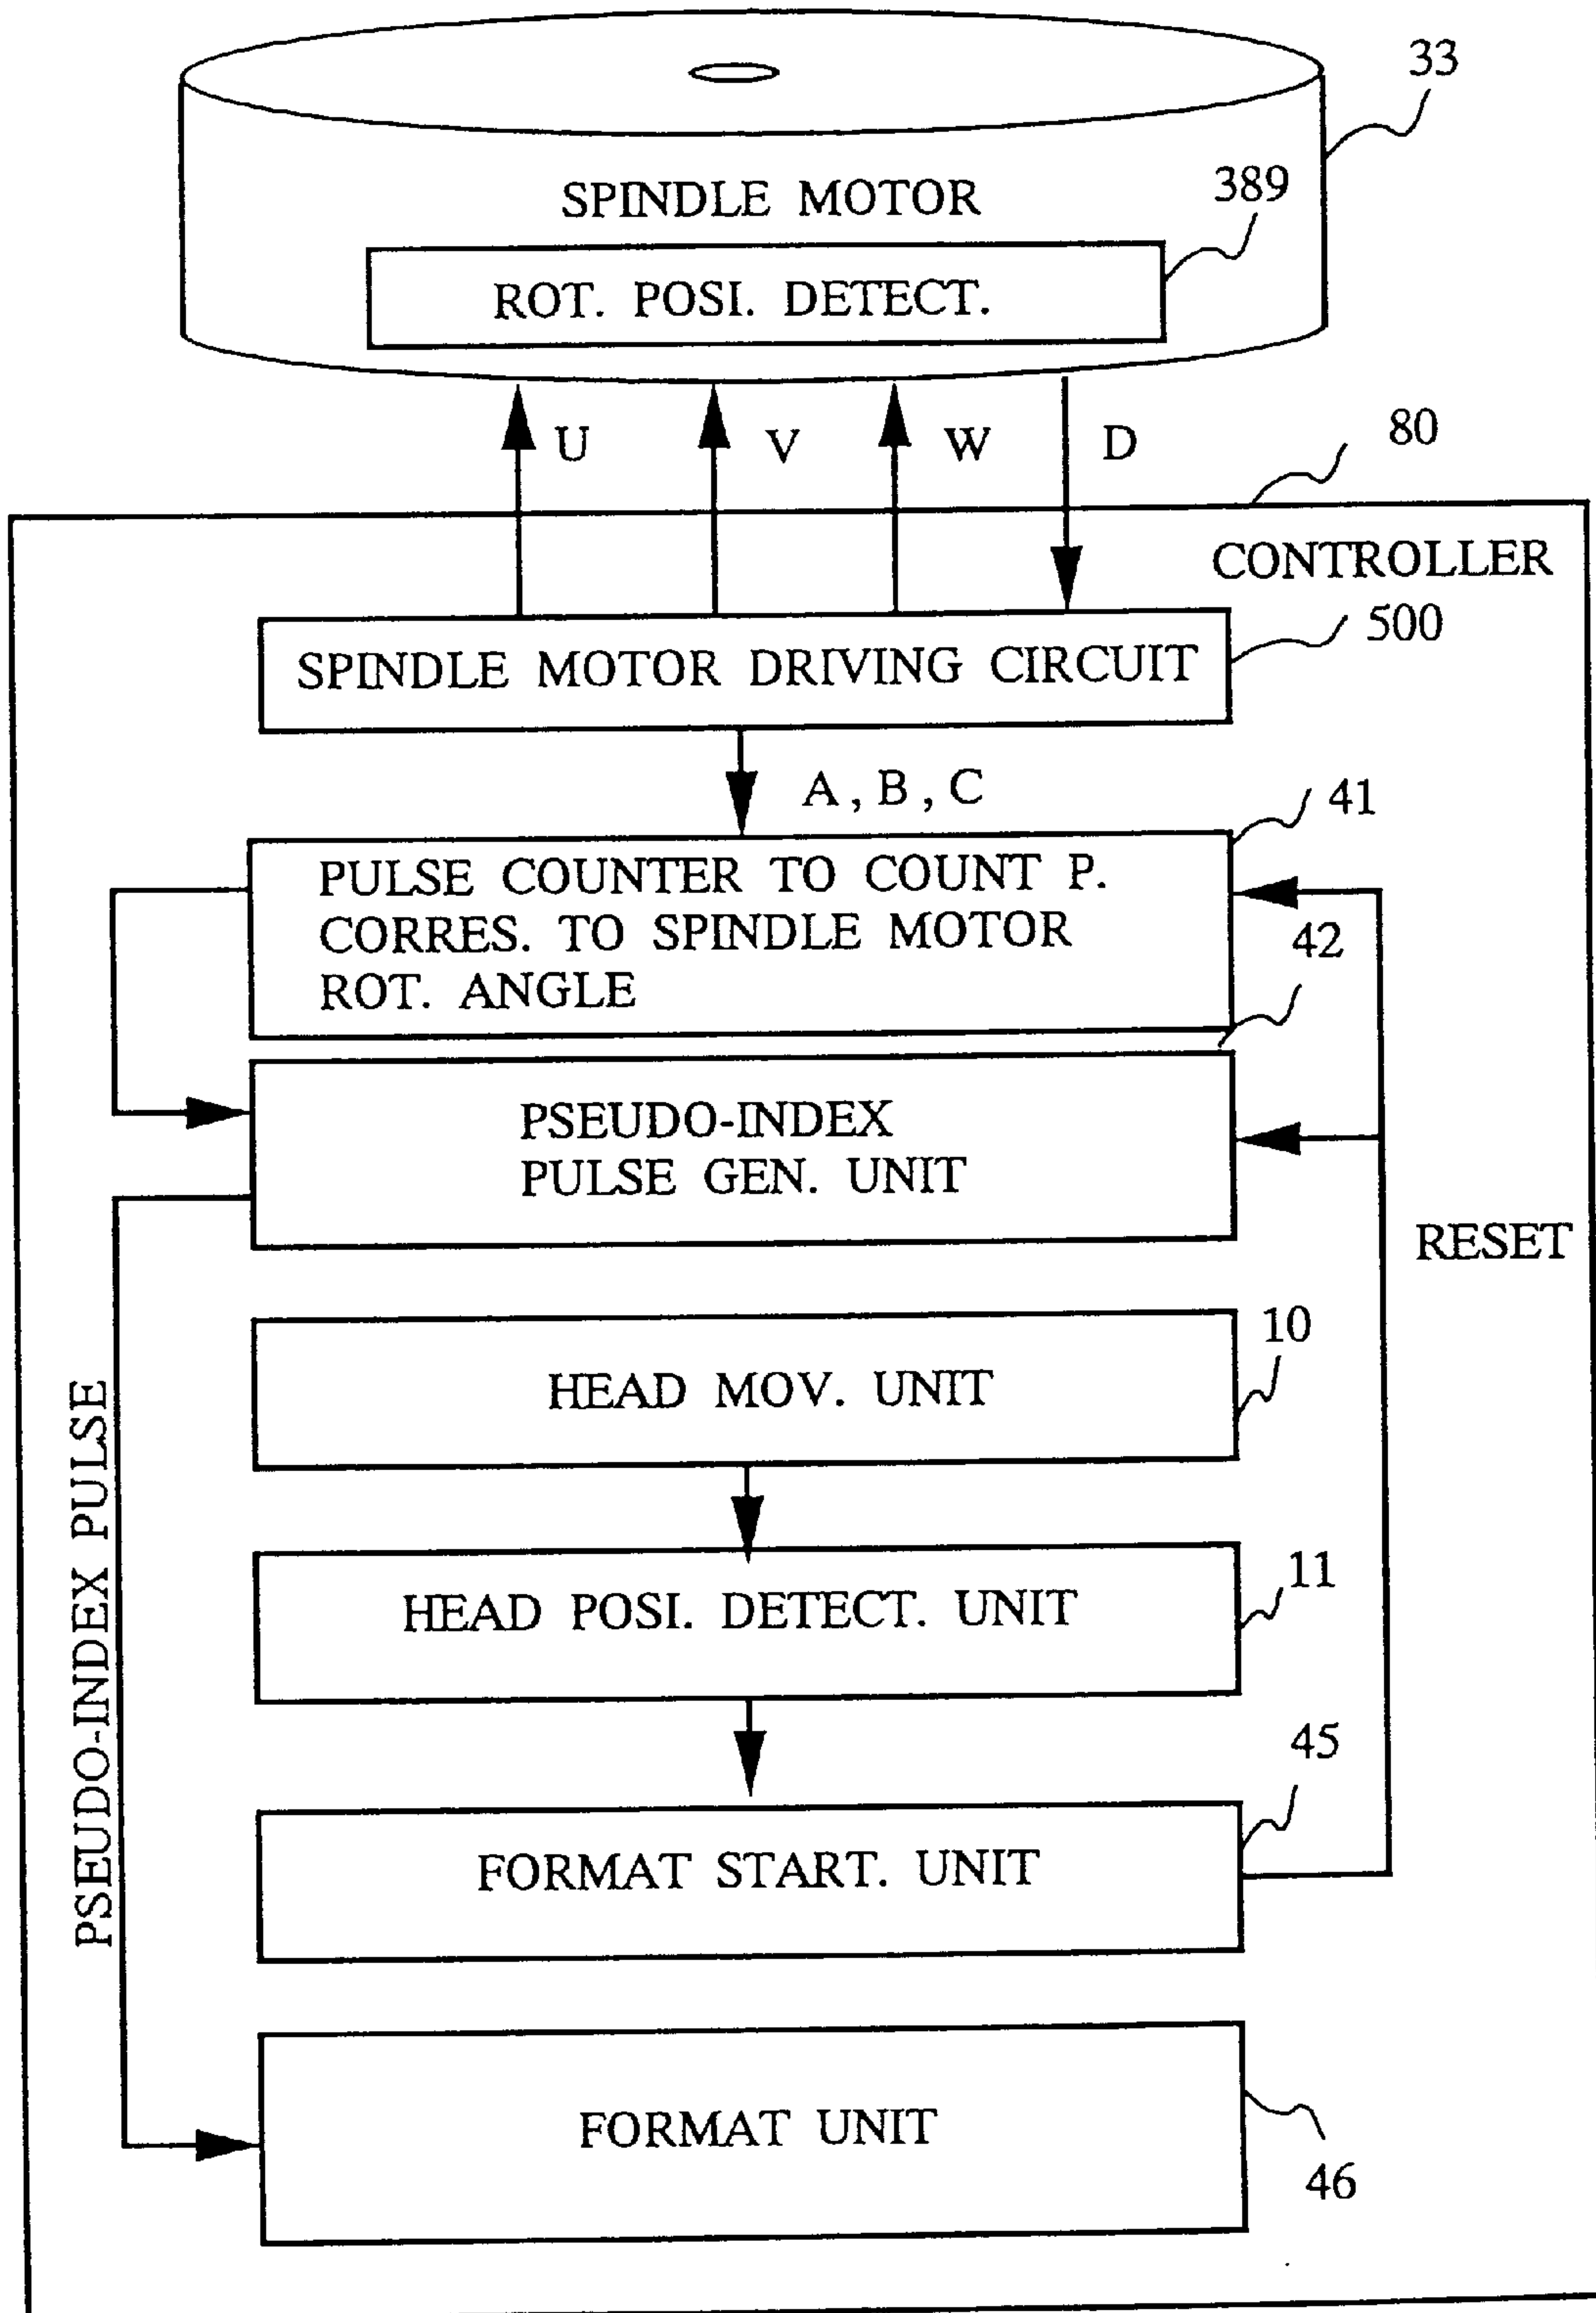 33
SPINDLE MOTOR
389
ROT. POSI. DETECT.
U
V
W
D
80
CONTROLLER
500
SPINDLE MOTOR DRIVING CIRCUIT
A , B , C
41
PULSE COUNTER TO COUNT P.
CORRES. TO SPINDLE MOTOR
ROT. ANGLE
42
PSEUDO-INDEX
PULSE GEN. UNIT
RESET
10
HEAD MOV. UNIT
PSEUDO-INDEX PULSE
11
HEAD POSI. DETECT. UNIT
45
FORMAT START. UNIT
FORMAT UNIT
46